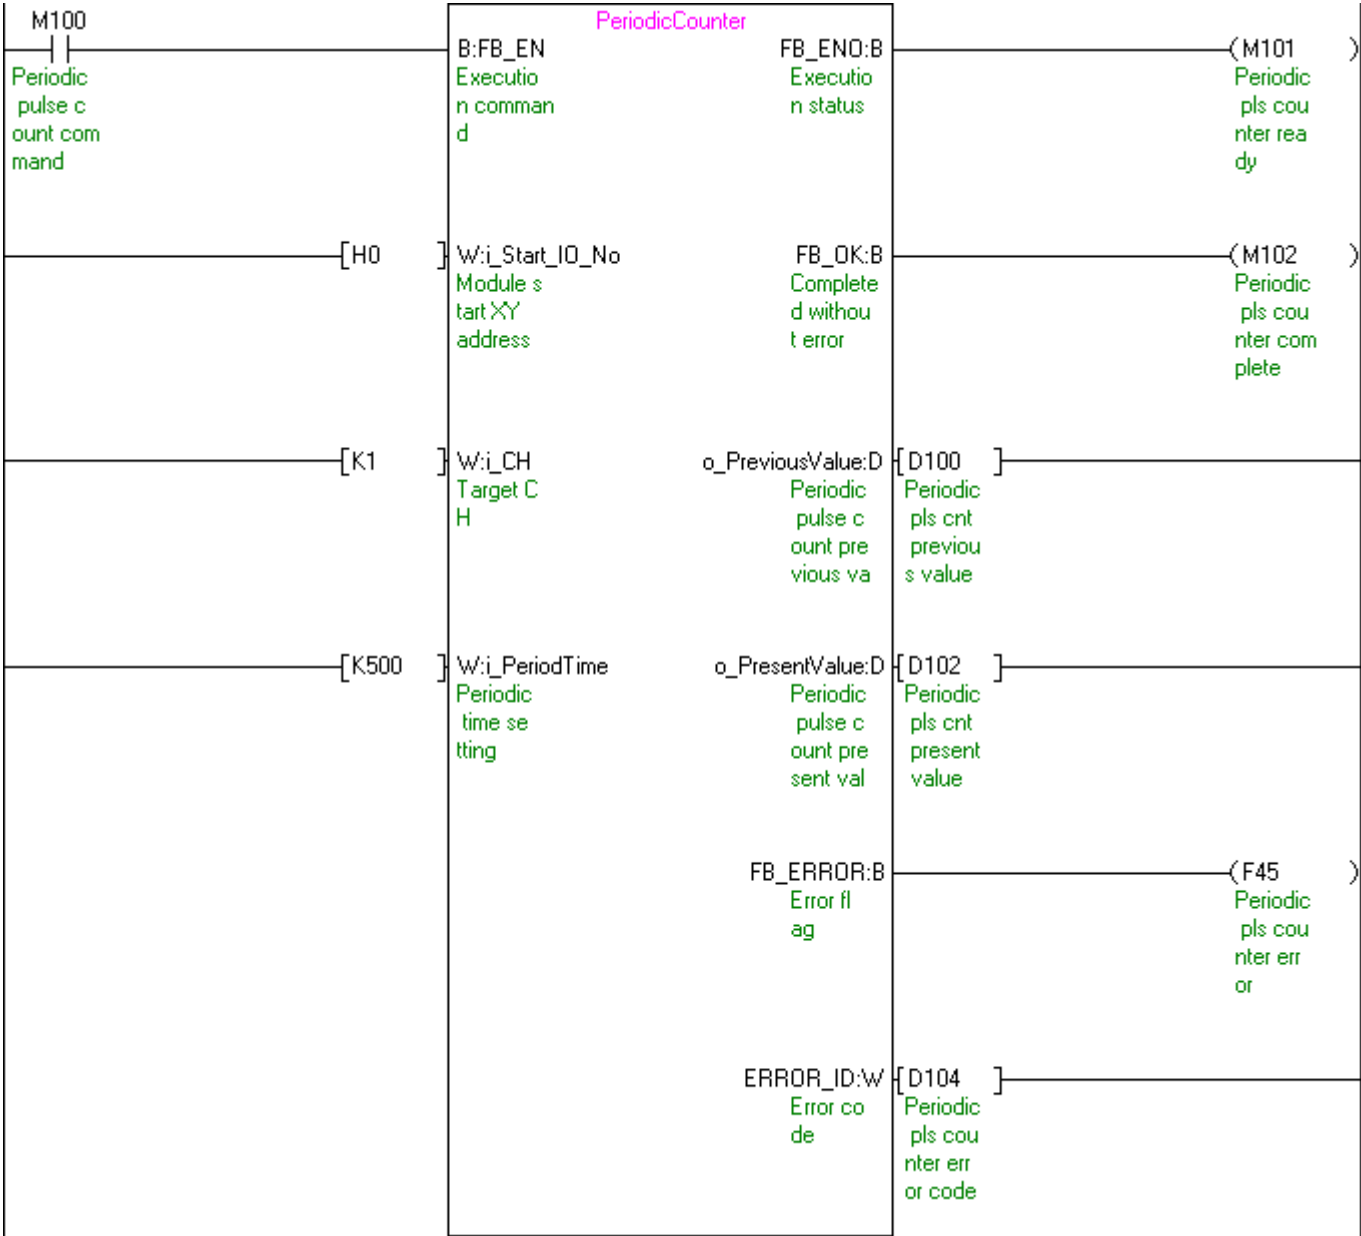 M100
PeriodicCounter
B:FB_EN
FB_ENO:B
(M101 )
Periodic
pulse c
ount com
mand
Executio
n comman
d
Executio
n status
Periodic
pls cou
nter rea
dy
[H0 ]
W:i_Start_IO_No
FB_OK:B
(M102 )
Module s
tart XY
address
Complete
d withou
t error
Periodic
pls cou
nter com
plete
[K1 ]
W:i_CH
o_PreviousValue:D
[D100 ]
Target C
H
Periodic
pulse c
ount pre
vious va
Periodic
pls cnt
previou
s value
[K500 ]
W:i_PeriodTime
o_PresentValue:D
[D102 ]
Periodic
time se
tting
Periodic
pulse c
ount pre
sent val
Periodic
pls cnt
present
value
FB_ERROR:B
(F45 )
Error fl
ag
Periodic
pls cou
nter err
or
ERROR_ID:W
[D104 ]
Error co
de
Periodic
pls cou
nter err
or code